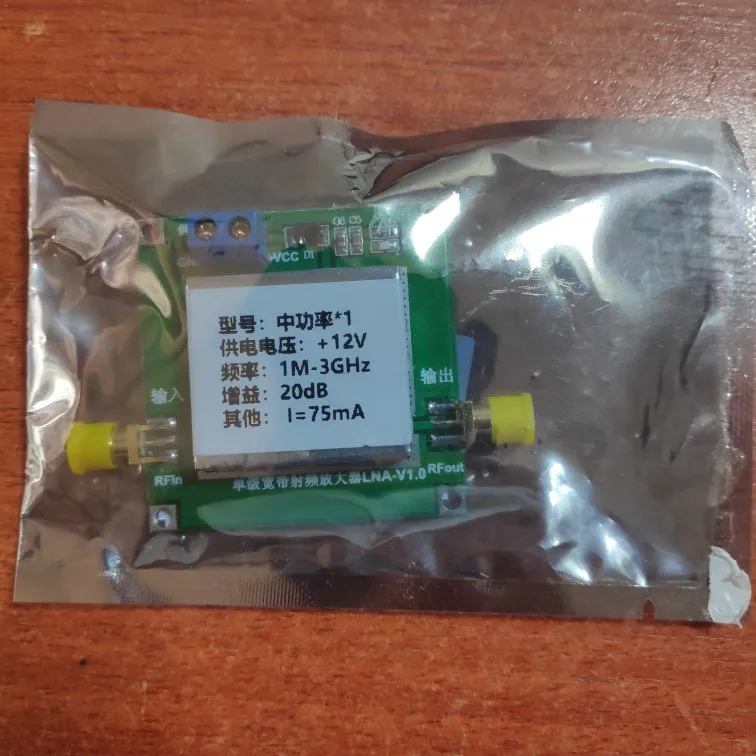 C6 C5
GN
VCC D1
型号：中功率*1
供电电压：+12V
频率：1M-3GHz
增益：20dB
其他：I=75mA
输入
输出
RFin
RFout
单级宽带射频放大器LNA-V1.0